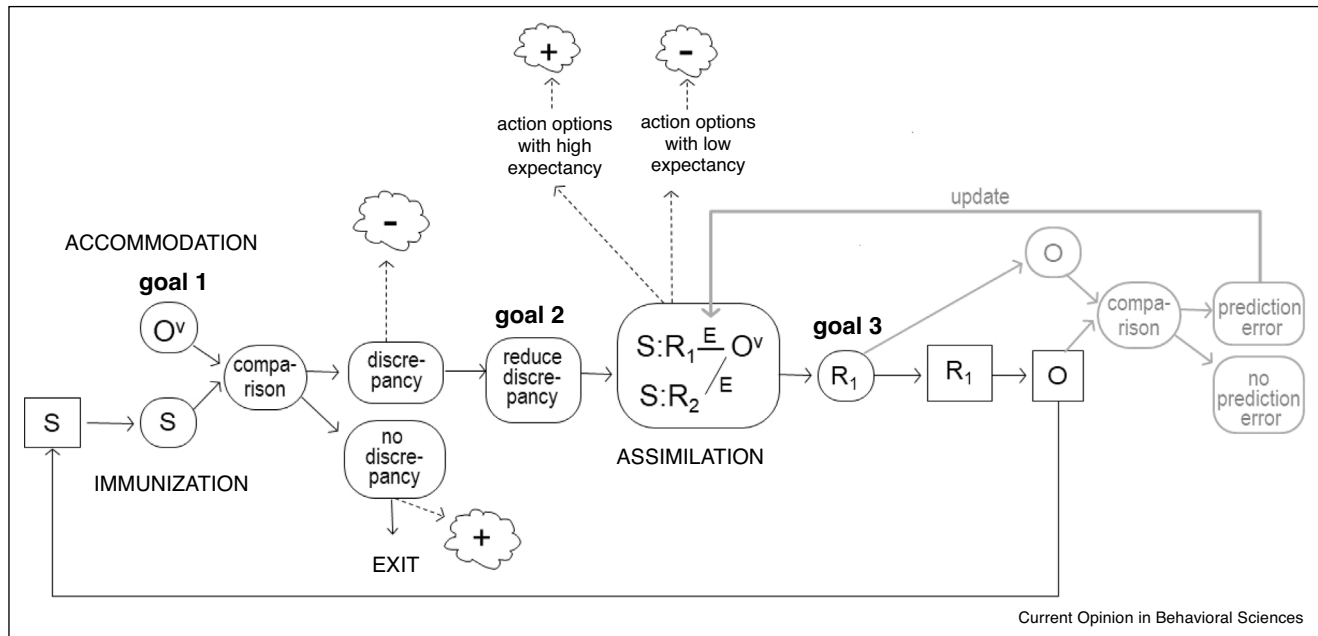 +
-
action options
with high
expectancy
action options
with low
expectancy
update
-
ACCOMMODATION
goal 1
Oᵛ
O
compa-
rison
prediction
error
goal 2
goal 3
compa-
rison
discre-
pancy
reduce
discre-
pancy
S:R₁ E Oᵛ
S:R₂ E
R₁
R₁
O
no
prediction
error
S
S
no
discre-
pancy
ASSIMILATION
IMMUNIZATION
+
EXIT
Current Opinion in Behavioral Sciences